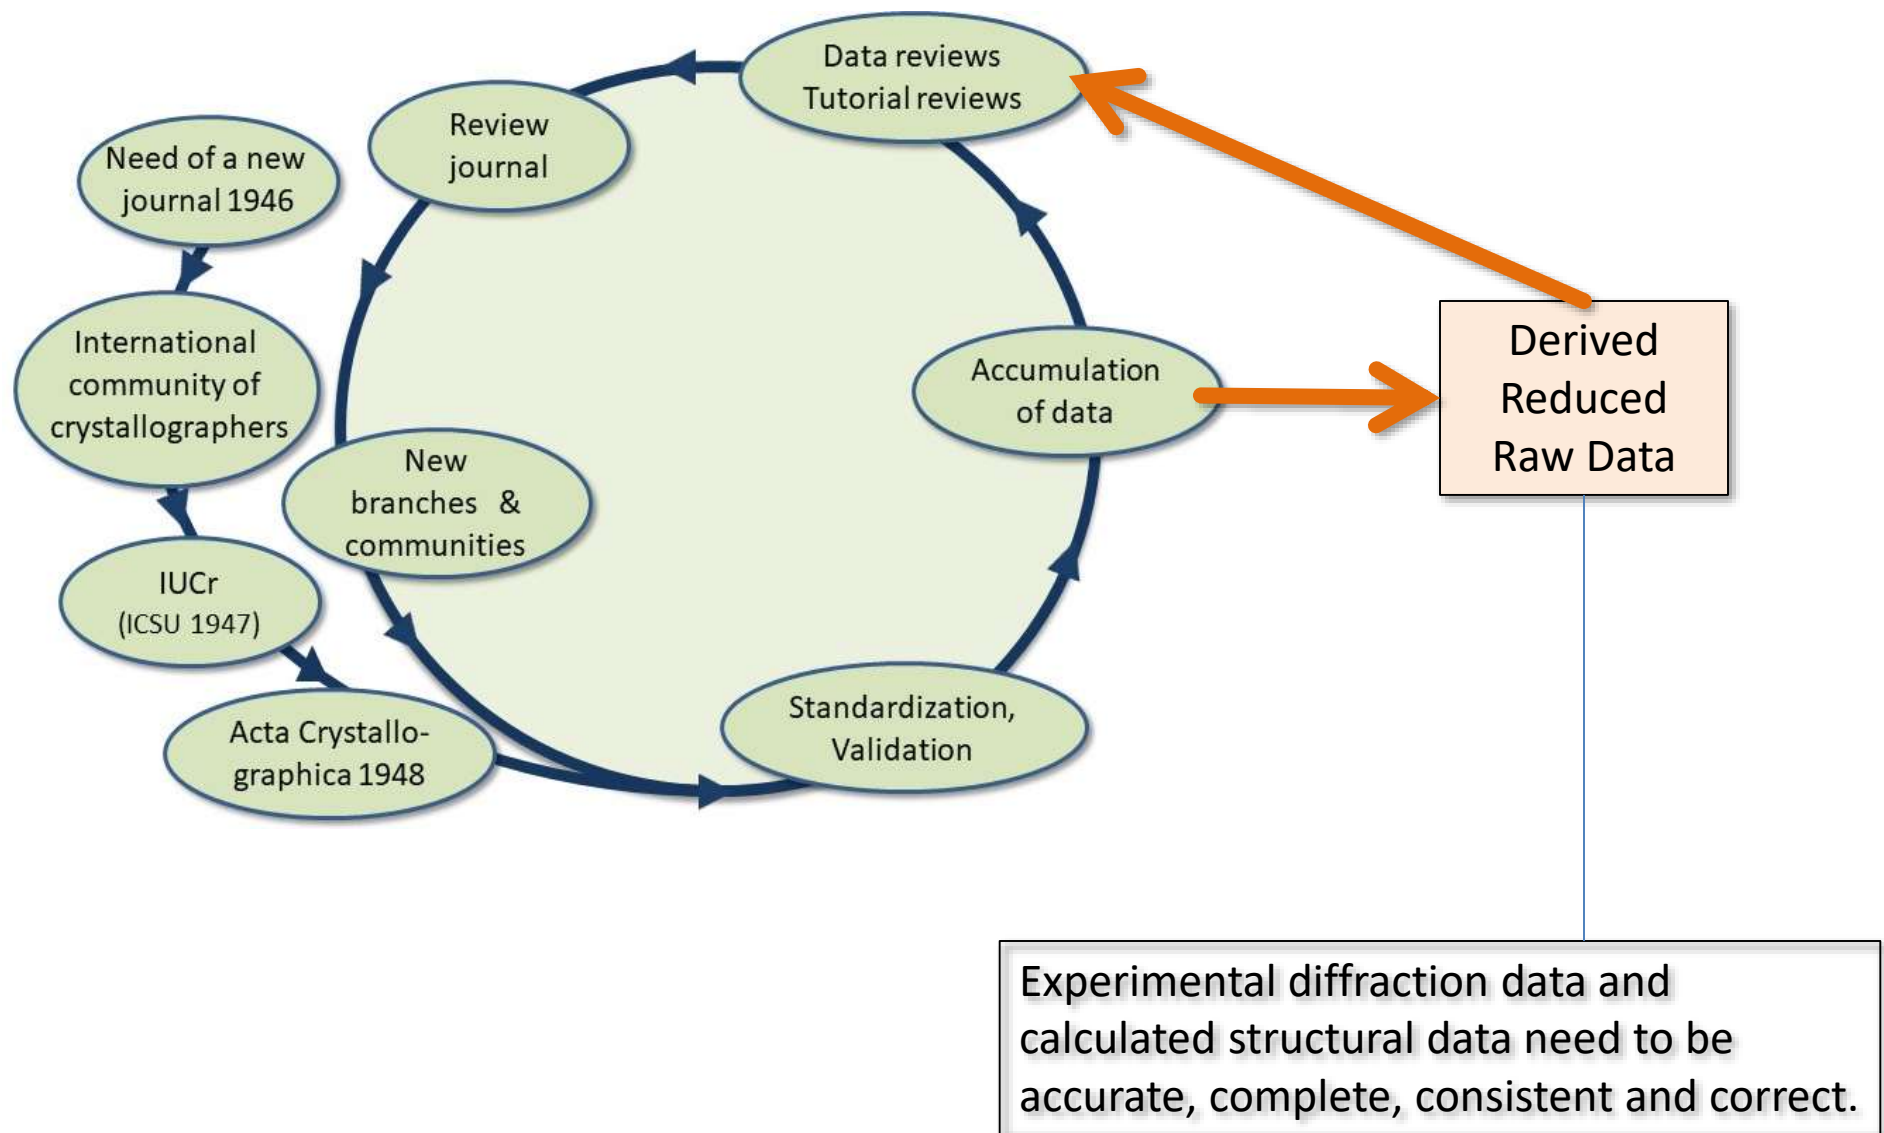 Data reviews
Tutorial reviews
Review
journal
Need of a new
journal 1946
International
community of
crystallographers
New
branches & 
communities
IUCr
(ICSU 1947)
Acta Crystallo-
graphica 1948
Standardization,
Validation
Accumulation
of data
Derived
Reduced
Raw Data
Experimental diffraction data and
calculated structural data need to be
accurate, complete, consistent and correct.